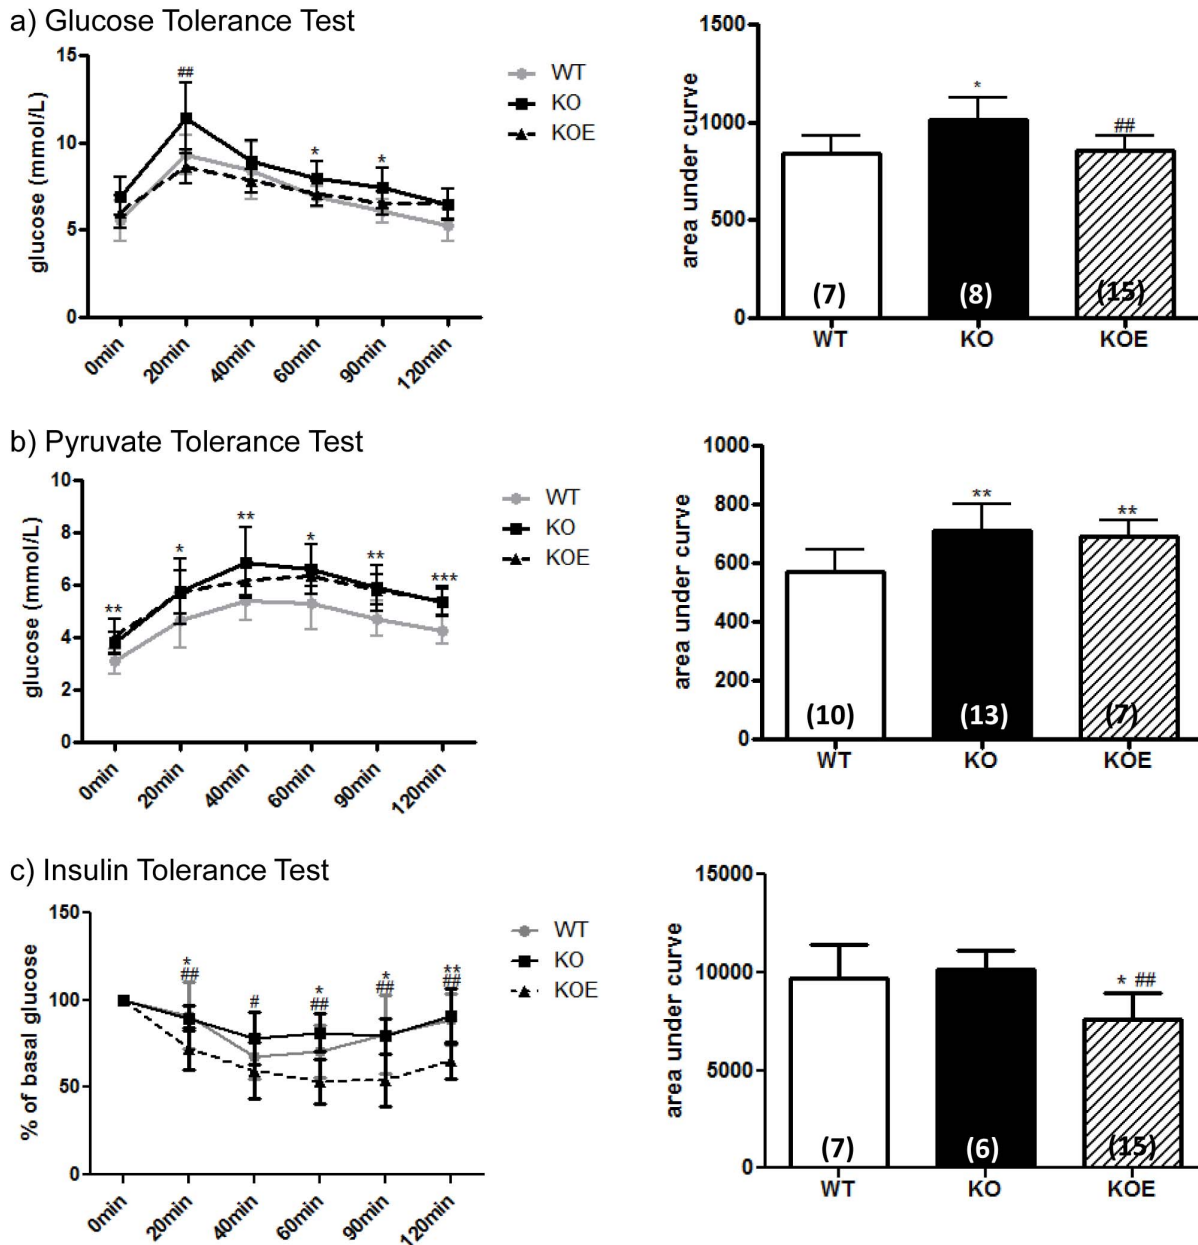 a) Glucose Tolerance Test
glucose (mmol/L)
15
10
5
0
##
*
*
0min
20min
40min
60min
90min
120min
WT
KO
KOE
area under curve
1500
1000
500
0
*
##
(7)
(8)
(15)
WT
KO
KOE
b) Pyruvate Tolerance Test
glucose (mmol/L)
10
8
6
4
2
0
**
*
**
*
**
***
0min
20min
40min
60min
90min
120min
WT
KO
KOE
area under curve
1000
800
600
400
200
0
**
**
(10)
(13)
(7)
WT
KO
KOE
c) Insulin Tolerance Test
% of basal glucose
150
100
50
0
*
##
#
*
##
*
##
**
##
0min
20min
40min
60min
90min
120min
WT
KO
KOE
area under curve
15000
10000
5000
0
* ##
(7)
(6)
(15)
WT
KO
KOE